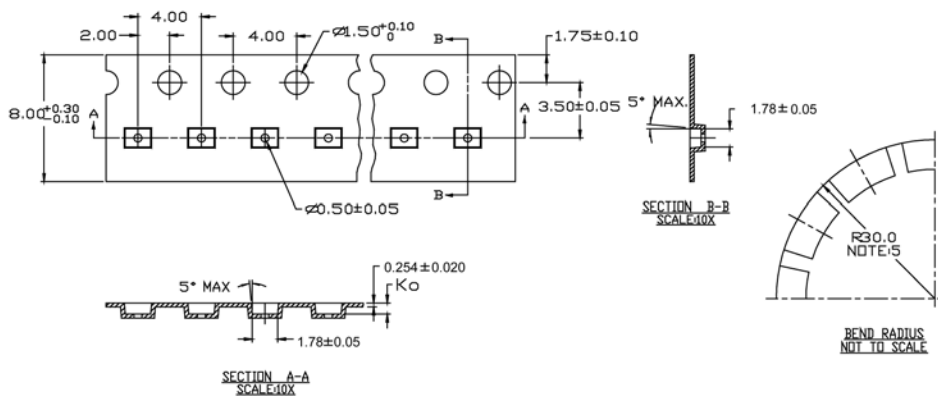 4.00
2.00
4.00
Ø1.50 +0.10 0
B
1.75±0.10
8.00 +0.30 -0.10
A
3.50±0.05
A
Ø0.50±0.05
B
5° MAX.
1.78±0.05
SECTION B-B
SCALE:10X
R30.0
NOTE:5
BEND RADIUS
NOT TO SCALE
5° MAX
0.254±0.020
Ko
1.78±0.05
SECTION A-A
SCALE:10X